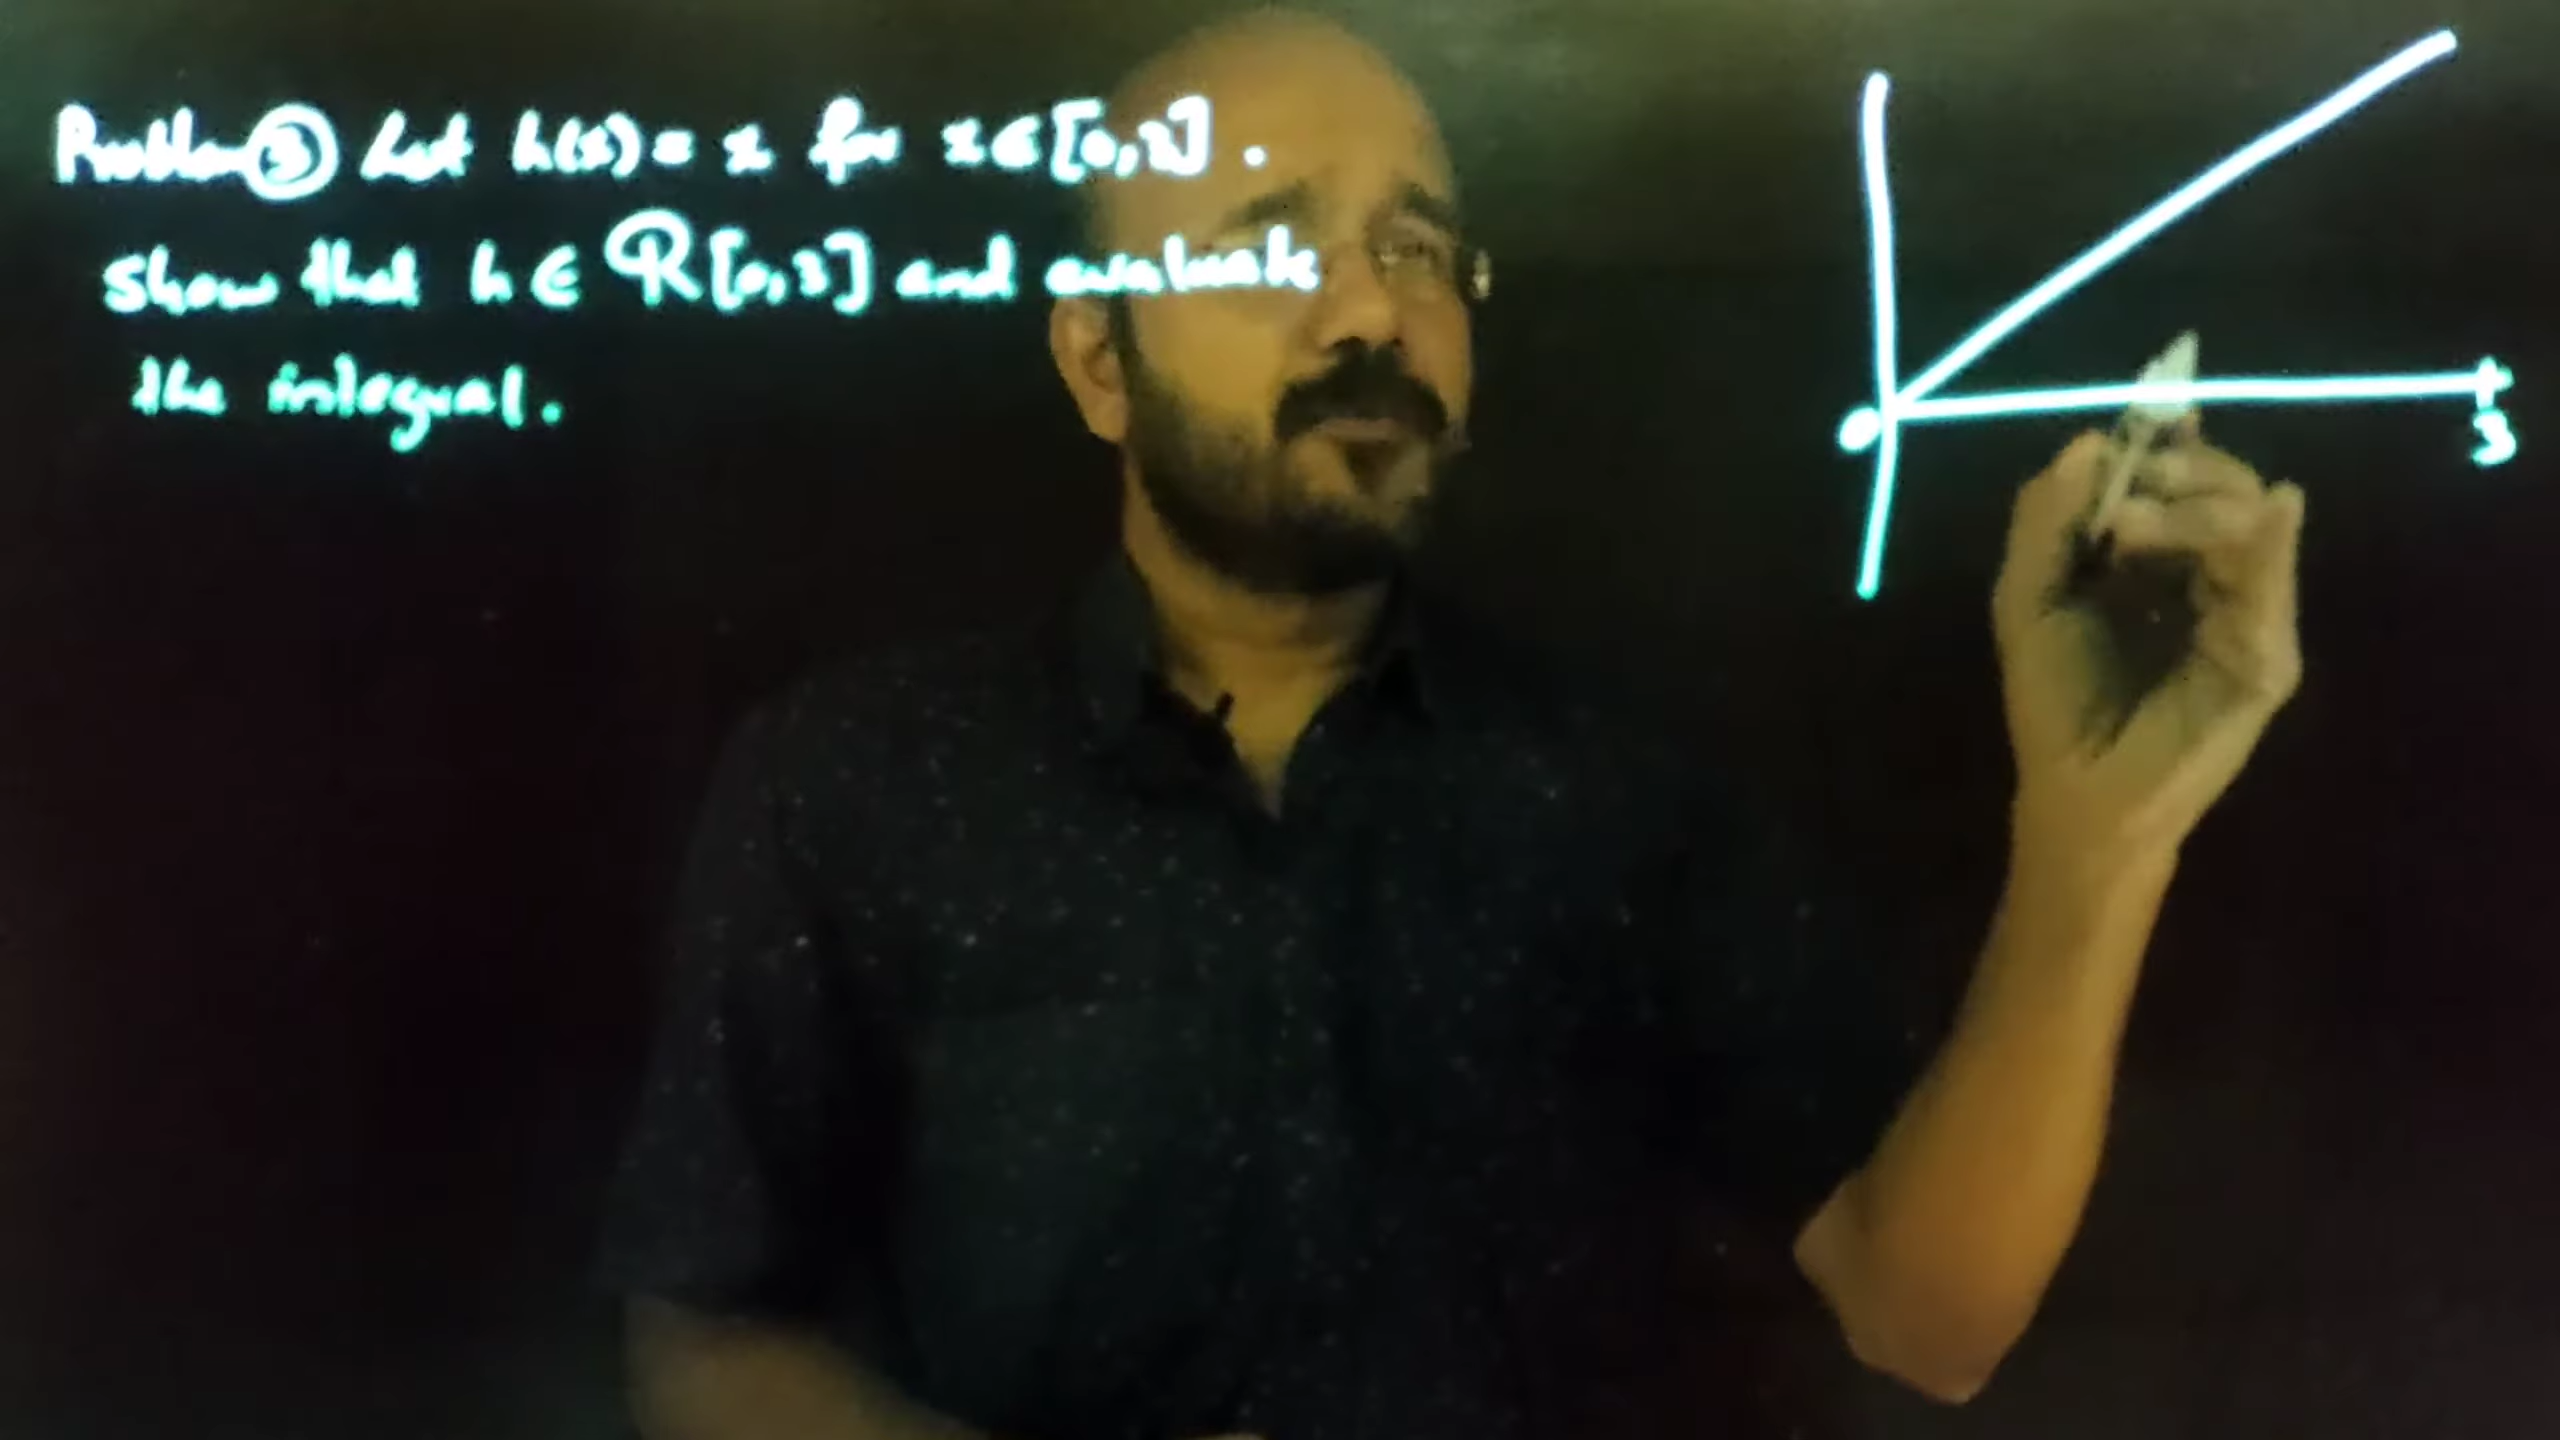 Problem ③ Let h(x) = x for x ∈ [0,3].
Show that h ∈ R[0,3] and evaluate
the integral.
0
3